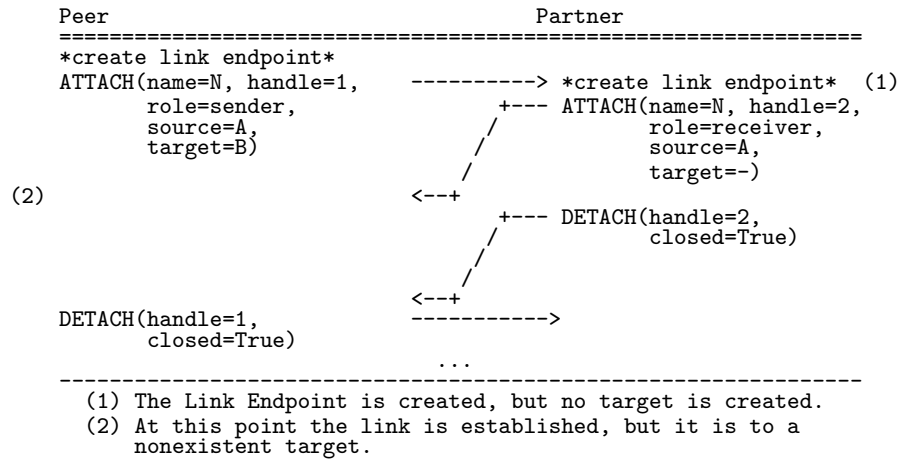 Peer                                  Partner
================================================================
*create link endpoint*
ATTACH(name=N, handle=1,    ----------> *create link endpoint*  (1)
       role=sender,                +--- ATTACH(name=N, handle=2,
       source=A,                  /            role=receiver,
       target=B)                 /             source=A,
                                /              target=-)
(2)                         <--+
                                   +--- DETACH(handle=2,
                                  /            closed=True)
                                 /
                                /
                            <--+
DETACH(handle=1,            ----------->
       closed=True)
                              ...
----------------------------------------------------------------
(1) The Link Endpoint is created, but no target is created.
(2) At this point the link is established, but it is to a
    nonexistent target.